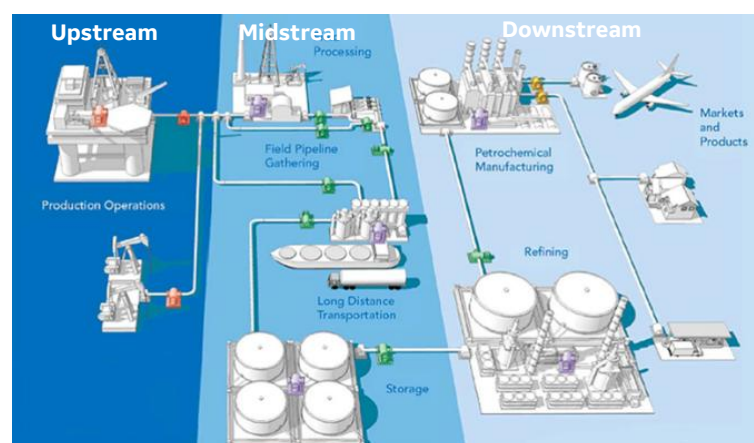 Upstream
Midstream
Downstream
Processing
Markets
and
Products
Field Pipeline
Gathering
Petrochemical
Manufacturing
Production Operations
Refining
Long Distance
Transportation
Storage